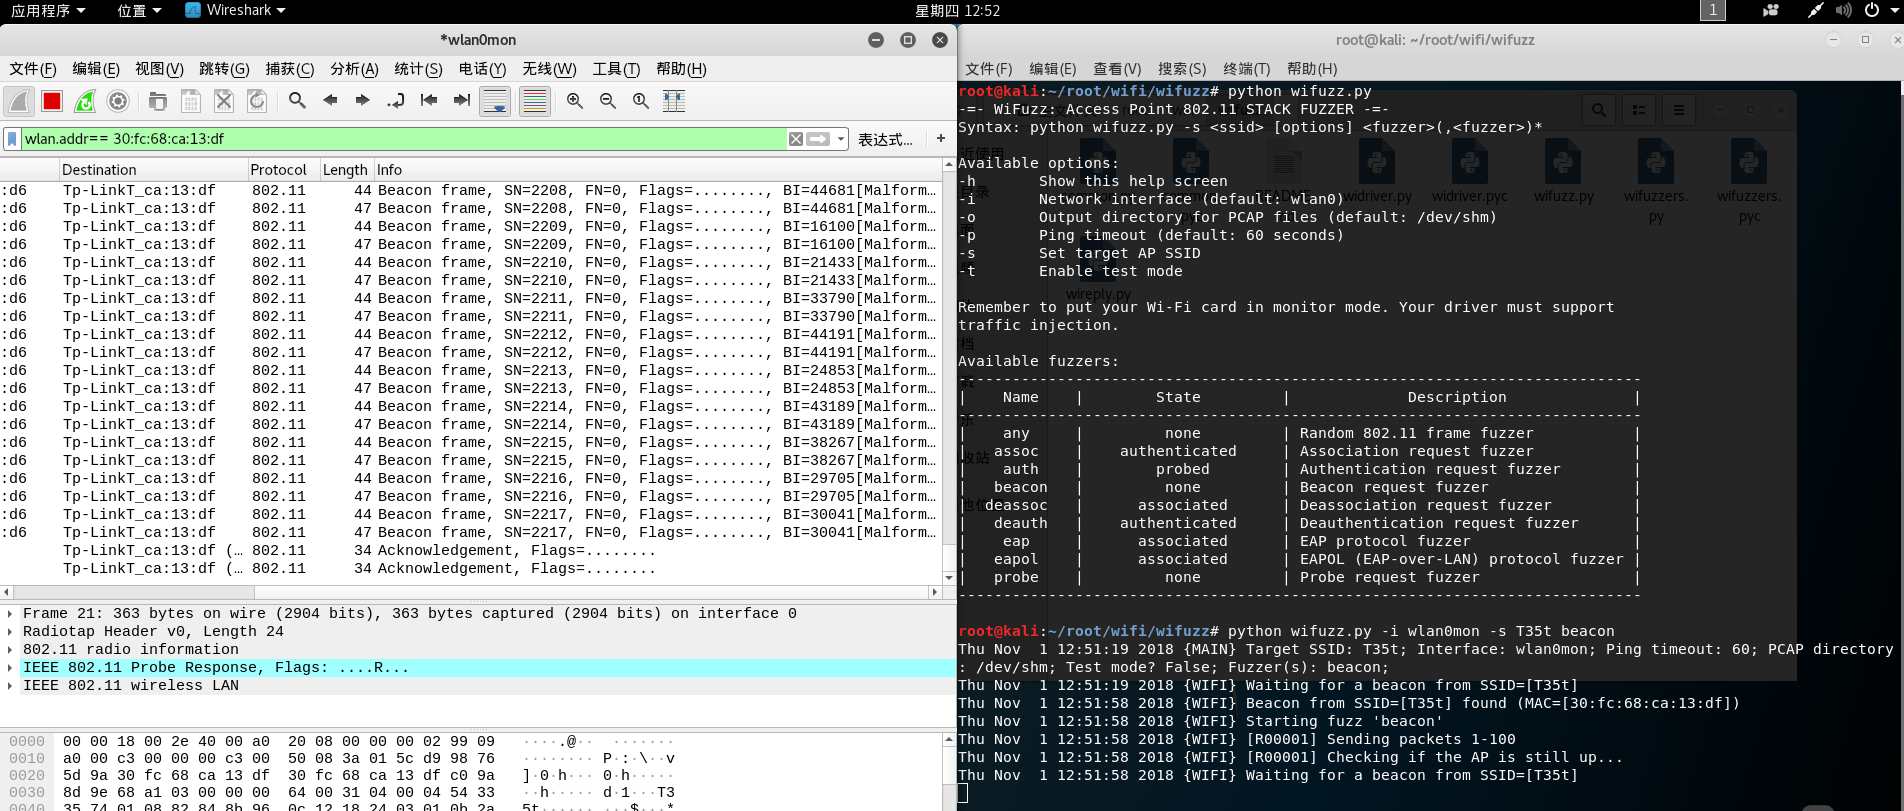 应用程序 位置 Wireshark 星期四 12:52 1
*wlan0mon
文件(F) 编辑(E) 视图(V) 跳转(G) 捕获(C) 分析(A) 统计(S) 电话(Y) 无线(W) 工具(T) 帮助(H)
wlan.addr== 30:fc:68:ca:13:df 表达式… +
Destination Protocol Length Info
:d6 Tp-LinkT_ca:13:df 802.11 44 Beacon frame, SN=2208, FN=0, Flags=........, BI=44681[Malform…
:d6 Tp-LinkT_ca:13:df 802.11 47 Beacon frame, SN=2208, FN=0, Flags=........, BI=44681[Malform…
:d6 Tp-LinkT_ca:13:df 802.11 44 Beacon frame, SN=2209, FN=0, Flags=........, BI=16100[Malform…
:d6 Tp-LinkT_ca:13:df 802.11 47 Beacon frame, SN=2209, FN=0, Flags=........, BI=16100[Malform…
:d6 Tp-LinkT_ca:13:df 802.11 44 Beacon frame, SN=2210, FN=0, Flags=........, BI=21433[Malform…
:d6 Tp-LinkT_ca:13:df 802.11 47 Beacon frame, SN=2210, FN=0, Flags=........, BI=21433[Malform…
:d6 Tp-LinkT_ca:13:df 802.11 44 Beacon frame, SN=2211, FN=0, Flags=........, BI=33790[Malform…
:d6 Tp-LinkT_ca:13:df 802.11 47 Beacon frame, SN=2211, FN=0, Flags=........, BI=33790[Malform…
:d6 Tp-LinkT_ca:13:df 802.11 44 Beacon frame, SN=2212, FN=0, Flags=........, BI=44191[Malform…
:d6 Tp-LinkT_ca:13:df 802.11 47 Beacon frame, SN=2212, FN=0, Flags=........, BI=44191[Malform…
:d6 Tp-LinkT_ca:13:df 802.11 44 Beacon frame, SN=2213, FN=0, Flags=........, BI=24853[Malform…
:d6 Tp-LinkT_ca:13:df 802.11 47 Beacon frame, SN=2213, FN=0, Flags=........, BI=24853[Malform…
:d6 Tp-LinkT_ca:13:df 802.11 44 Beacon frame, SN=2214, FN=0, Flags=........, BI=43189[Malform…
:d6 Tp-LinkT_ca:13:df 802.11 47 Beacon frame, SN=2214, FN=0, Flags=........, BI=43189[Malform…
:d6 Tp-LinkT_ca:13:df 802.11 44 Beacon frame, SN=2215, FN=0, Flags=........, BI=38267[Malform…
:d6 Tp-LinkT_ca:13:df 802.11 47 Beacon frame, SN=2215, FN=0, Flags=........, BI=38267[Malform…
:d6 Tp-LinkT_ca:13:df 802.11 44 Beacon frame, SN=2216, FN=0, Flags=........, BI=29705[Malform…
:d6 Tp-LinkT_ca:13:df 802.11 47 Beacon frame, SN=2216, FN=0, Flags=........, BI=29705[Malform…
:d6 Tp-LinkT_ca:13:df 802.11 44 Beacon frame, SN=2217, FN=0, Flags=........, BI=30041[Malform…
:d6 Tp-LinkT_ca:13:df 802.11 47 Beacon frame, SN=2217, FN=0, Flags=........, BI=30041[Malform…
Tp-LinkT_ca:13:df (… 802.11 34 Acknowledgement, Flags=........
Tp-LinkT_ca:13:df (… 802.11 34 Acknowledgement, Flags=........
Frame 21: 363 bytes on wire (2904 bits), 363 bytes captured (2904 bits) on interface 0
Radiotap Header v0, Length 24
802.11 radio information
IEEE 802.11 Probe Response, Flags: ....R...
IEEE 802.11 wireless LAN
0000 00 00 18 00 2e 40 00 a0 20 08 00 00 00 02 99 09 ····.@·· ·······
0010 a0 00 c3 00 00 00 c3 00 50 08 3a 01 5c d9 98 76 ········ P·:·\··v
0020 5d 9a 30 fc 68 ca 13 df 30 fc 68 ca 13 df c0 9a ]·0·h··· 0·h·····
0030 8d 9e 68 a1 03 00 00 00 64 00 31 04 00 04 54 33 ··h····· d·1···T3
0040 35 74 01 08 82 84 8b 96 0c 12 18 24 03 01 0b 2a 5t······ ···$···*
root@kali: ~/root/wifi/wifuzz
文件(F) 编辑(E) 查看(V) 搜索(S) 终端(T) 帮助(H)
root@kali:~/root/wifi/wifuzz# python wifuzz.py
-=- WiFuzz: Access Point 802.11 STACK FUZZER -=-
Syntax: python wifuzz.py -s <ssid> [options] <fuzzer>(,<fuzzer>)*
Available options:
-h Show this help screen
-i Network interface (default: wlan0)
-o Output directory for PCAP files (default: /dev/shm)
-p Ping timeout (default: 60 seconds)
-s Set target AP SSID
-t Enable test mode
widriver.py widriver.pyc wifuzz.py wifuzzers.py wifuzzers.pyc
wireply.py
Remember to put your Wi-Fi card in monitor mode. Your driver must support
traffic injection.
Available fuzzers:
----------------------------------------------------------------------------
| Name | State | Description |
----------------------------------------------------------------------------
| any | none | Random 802.11 frame fuzzer |
| assoc | authenticated | Association request fuzzer |
| auth | probed | Authentication request fuzzer |
| beacon | none | Beacon request fuzzer |
| deassoc | associated | Deassociation request fuzzer |
| deauth | authenticated | Deauthentication request fuzzer |
| eap | associated | EAP protocol fuzzer |
| eapol | associated | EAPOL (EAP-over-LAN) protocol fuzzer |
| probe | none | Probe request fuzzer |
----------------------------------------------------------------------------
root@kali:~/root/wifi/wifuzz# python wifuzz.py -i wlan0mon -s T35t beacon
Thu Nov  1 12:51:19 2018 {MAIN} Target SSID: T35t; Interface: wlan0mon; Ping timeout: 60; PCAP directory
: /dev/shm; Test mode? False; Fuzzer(s): beacon;
Thu Nov  1 12:51:19 2018 {WIFI} Waiting for a beacon from SSID=[T35t]
Thu Nov  1 12:51:58 2018 {WIFI} Beacon from SSID=[T35t] found (MAC=[30:fc:68:ca:13:df])
Thu Nov  1 12:51:58 2018 {WIFI} Starting fuzz 'beacon'
Thu Nov  1 12:51:58 2018 {WIFI} [R00001] Sending packets 1-100
Thu Nov  1 12:51:58 2018 {WIFI} [R00001] Checking if the AP is still up...
Thu Nov  1 12:51:58 2018 {WIFI} Waiting for a beacon from SSID=[T35t]